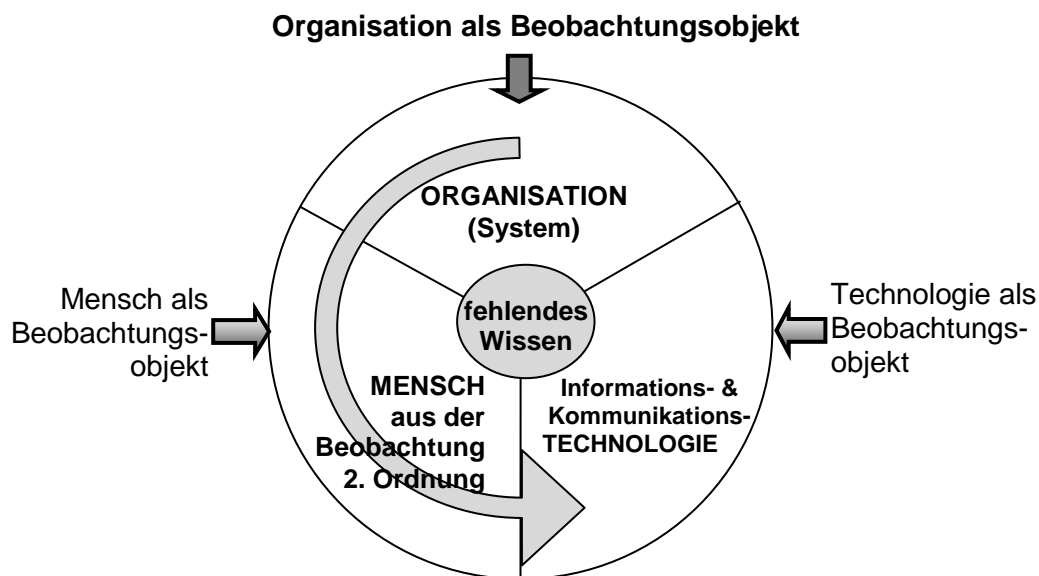 Organisation als Beobachtungsobjekt
ORGANISATION
(System)
Mensch als
Beobachtungs-
objekt
fehlendes
Wissen
Technologie als
Beobachtungs-
objekt
MENSCH
aus der
Beobachtung
2. Ordnung
Informations- &
Kommunikations-
TECHNOLOGIE